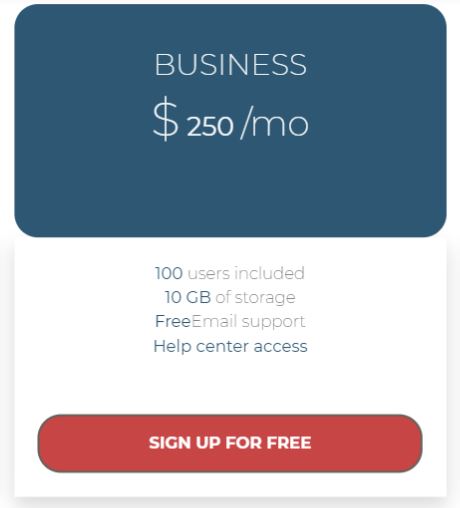 BUSINESS
$ 250 /mo
100 users included
10 GB of storage
FreeEmail support
Help center access
SIGN UP FOR FREE